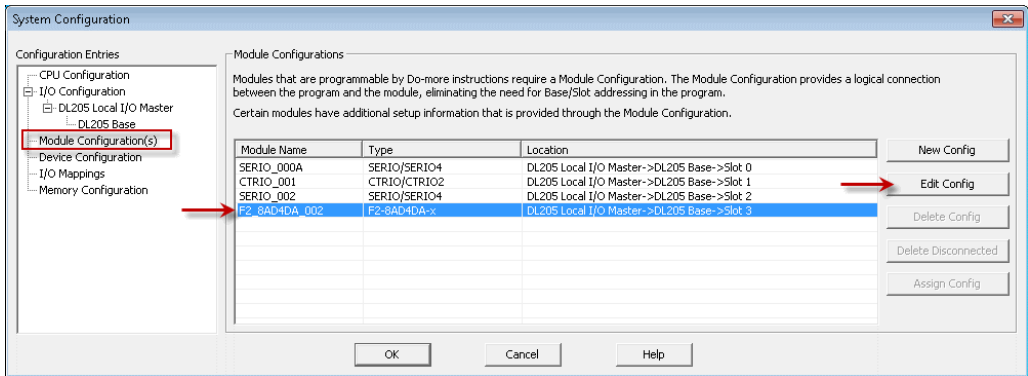 System Configuration
Configuration Entries
CPU Configuration
I/O Configuration
DL205 Local I/O Master
DL205 Base
Module Configuration(s)
Device Configuration
I/O Mappings
Memory Configuration
Module Configurations
Modules that are programmable by Do-more instructions require a Module Configuration. The Module Configuration provides a logical connection
between the program and the module, eliminating the need for Base/Slot addressing in the program.
Certain modules have additional setup information that is provided through the Module Configuration.
Module Name Type Location
SERIO_000A SERIO/SERIO4 DL205 Local I/O Master->DL205 Base->Slot 0
CTRIO_001 CTRIO/CTRIO2 DL205 Local I/O Master->DL205 Base->Slot 1
SERIO_002 SERIO/SERIO4 DL205 Local I/O Master->DL205 Base->Slot 2
F2_8AD4DA_002 F2-8AD4DA-x DL205 Local I/O Master->DL205 Base->Slot 3
New Config
Edit Config
Delete Config
Delete Disconnected
Assign Config
OK Cancel Help